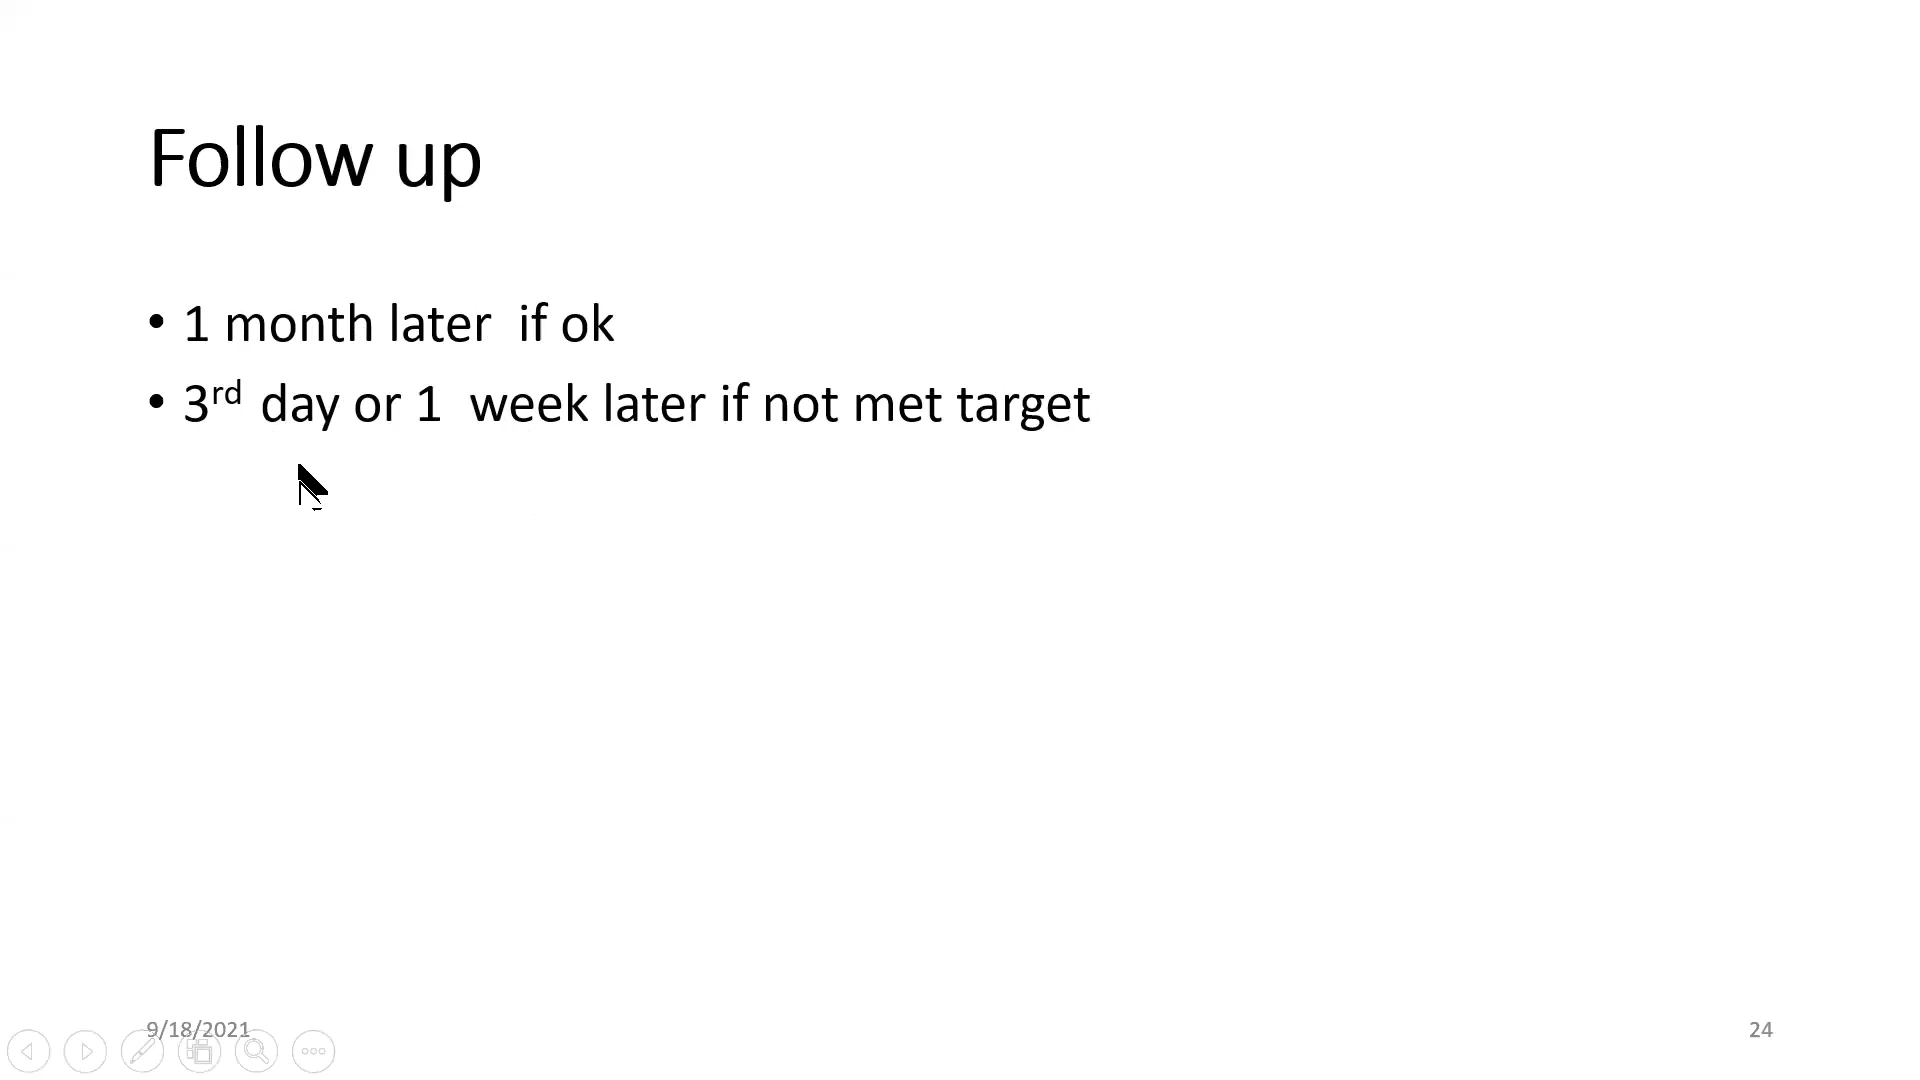 Follow up
• 1 month later  if ok
• 3rd day or 1  week later if not met target
9/18/2021
24